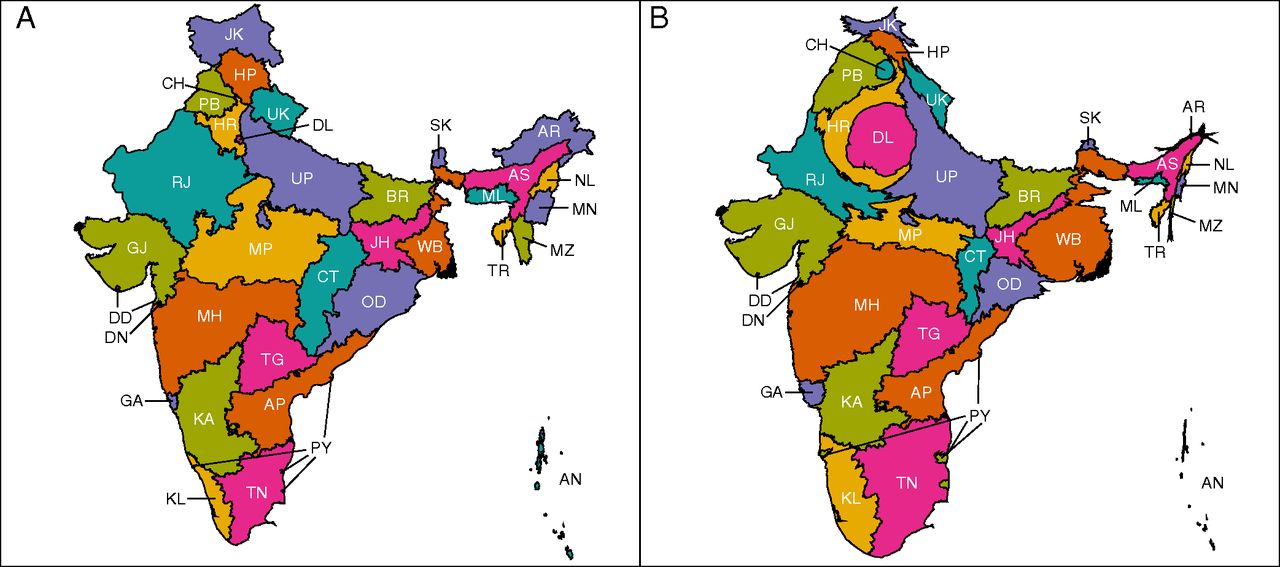 A
JK
HP
CH
PB
UK
HR
DL
SK
AR
RJ
UP
BR
AS
NL
ML
MN
GJ
MP
JH
WB
TR
MZ
CT
OD
DD
DN
MH
TG
GA
KA
AP
PY
KL
TN
AN
B
JK
CH
HP
PB
UK
HR
DL
SK
AR
RJ
UP
BR
AS
NL
ML
MN
GJ
MP
JH
WB
TR
MZ
CT
OD
DD
DN
MH
TG
GA
KA
AP
PY
KL
TN
AN